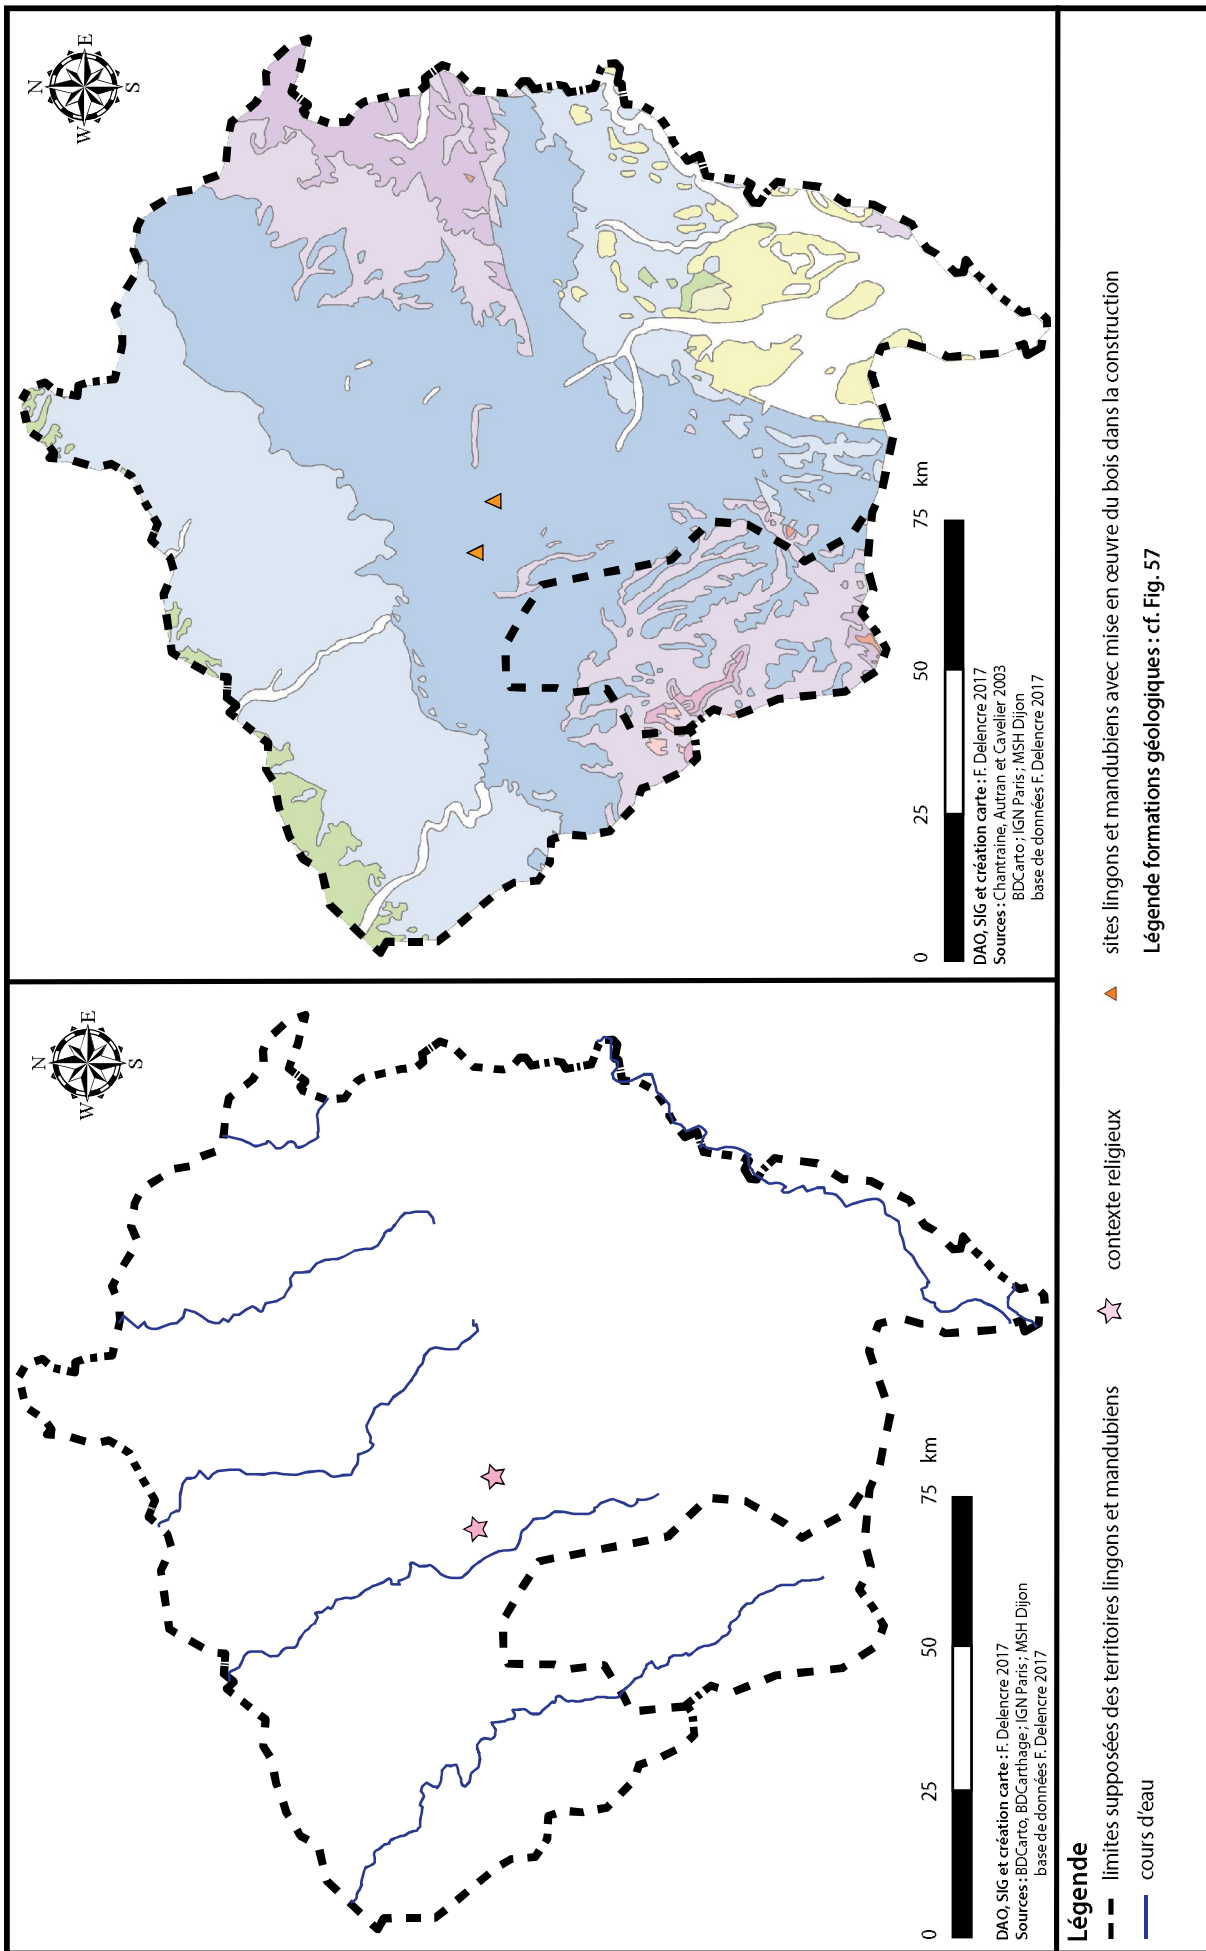 N
E
S
W
0
25
50
75
km
DAO, SIG et création carte : F. Delencre 2017
Sources : BDCarto, BDCarthage ; IGN Paris ; MSH Dijon
base de données F. Delencre 2017
N
E
S
W
0
25
50
75
km
DAO, SIG et création carte : F. Delencre 2017
Sources : Chantraine, Autran et Cavelier 2003
BDCarto ; IGN Paris ; MSH Dijon
base de données F. Delencre 2017
Légende
limites supposées des territoires lingons et mandubiens
cours d'eau
contexte religieux
sites lingons et mandubiens avec mise en œuvre du bois dans la construction
Légende formations géologiques : cf. Fig. 57